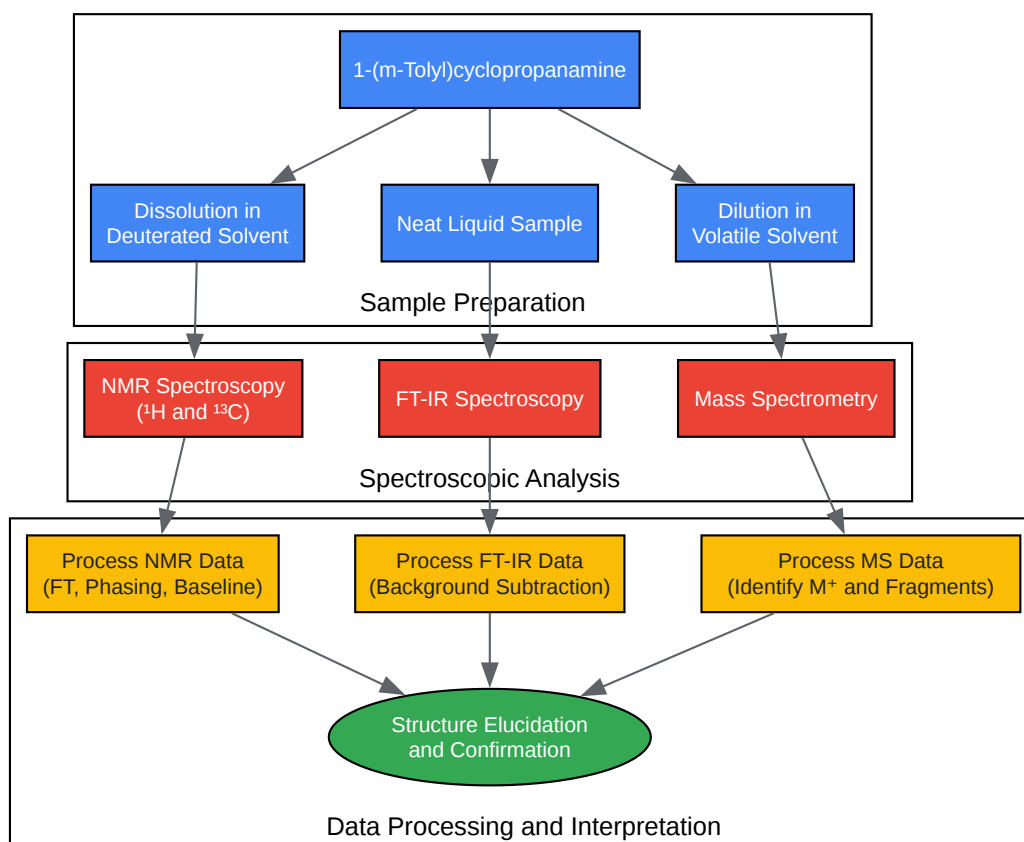 1-(m-Tolyl)cyclopropanamine
Dissolution in
Deuterated Solvent
Neat Liquid Sample
Dilution in
Volatile Solvent
Sample Preparation
NMR Spectroscopy
(¹H and ¹³C)
FT-IR Spectroscopy
Mass Spectrometry
Spectroscopic Analysis
Process NMR Data
(FT, Phasing, Baseline)
Process FT-IR Data
(Background Subtraction)
Process MS Data
(Identify M⁺ and Fragments)
Structure Elucidation
and Confirmation
Data Processing and Interpretation